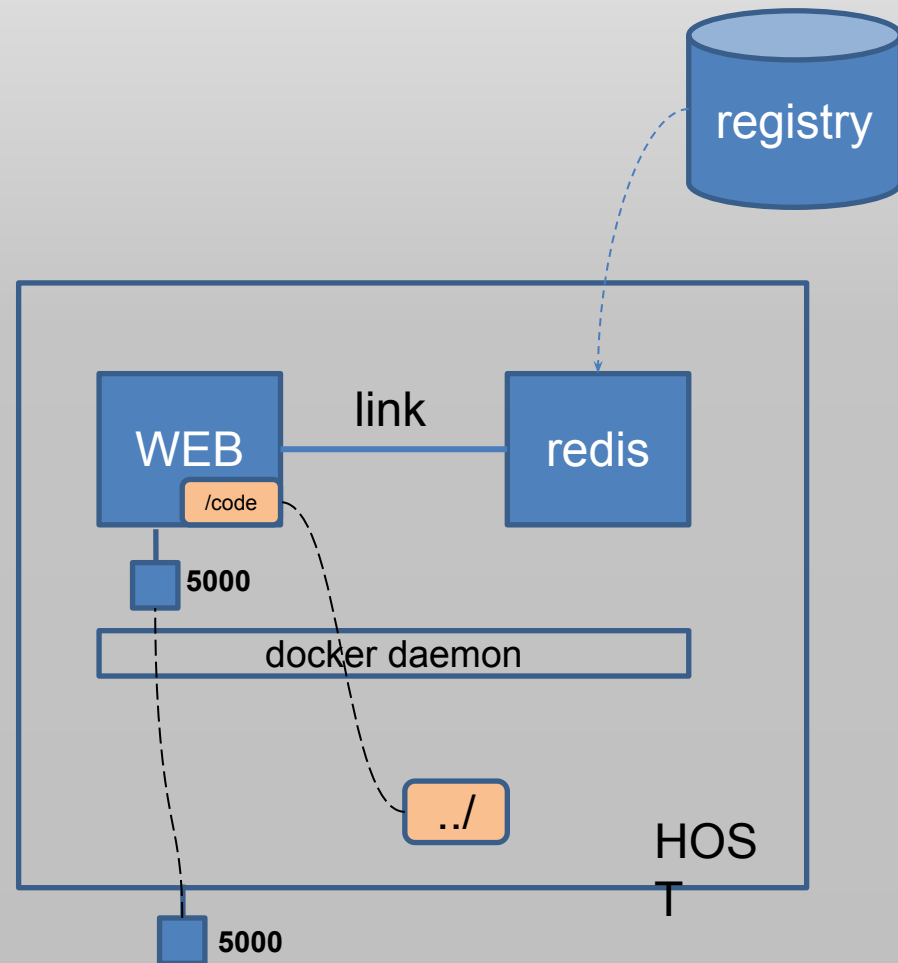 registry
link
WEB
redis
/code
5000
docker daemon
../
HOS
T
5000